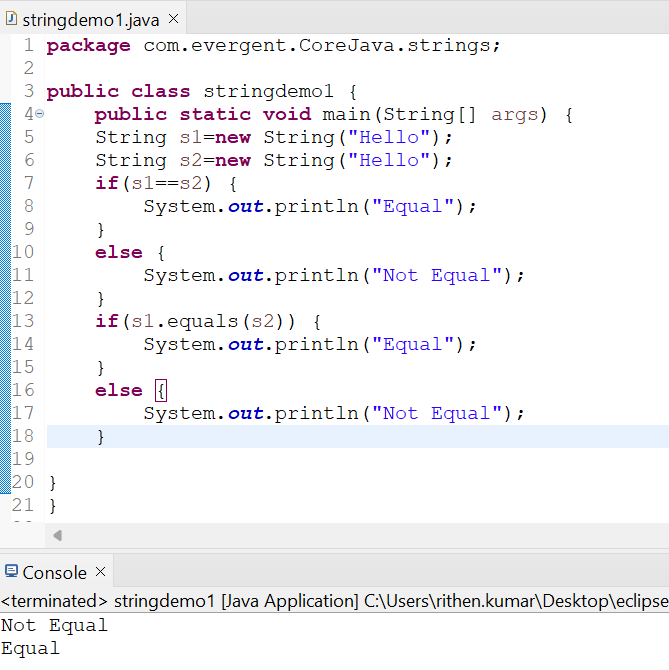 stringdemo1.java
1 package com.evergent.CoreJava.strings;
2
3 public class stringdemo1 {
4 public static void main(String[] args) {
5 String s1=new String("Hello");
6 String s2=new String("Hello");
7 if(s1==s2) {
8 System.out.println("Equal");
9 }
10 else {
11 System.out.println("Not Equal");
12 }
13 if(s1.equals(s2)) {
14 System.out.println("Equal");
15 }
16 else {
17 System.out.println("Not Equal");
18 }
19
20 }
21 }
Console
<terminated> stringdemo1 [Java Application] C:\Users\rithen.kumar\Desktop\eclipse
Not Equal
Equal